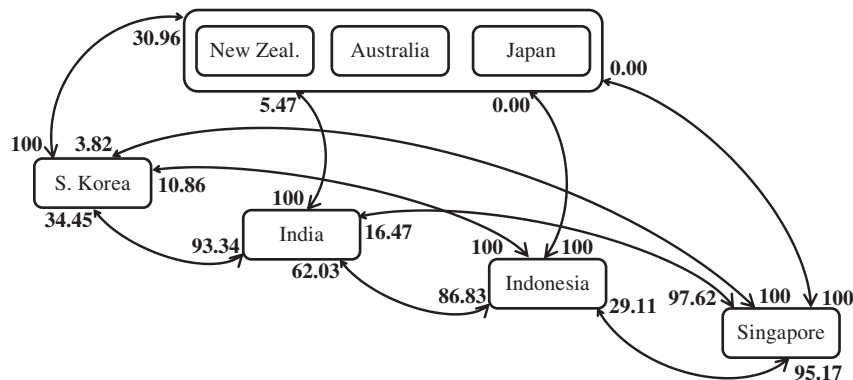 30.96
New Zeal. Australia Japan
0.00
5.47 0.00
100 3.82
S. Korea
10.86
34.45
100
India
16.47
93.34
62.03
100 100
Indonesia
86.83
29.11
97.62 100 100
Singapore
95.17